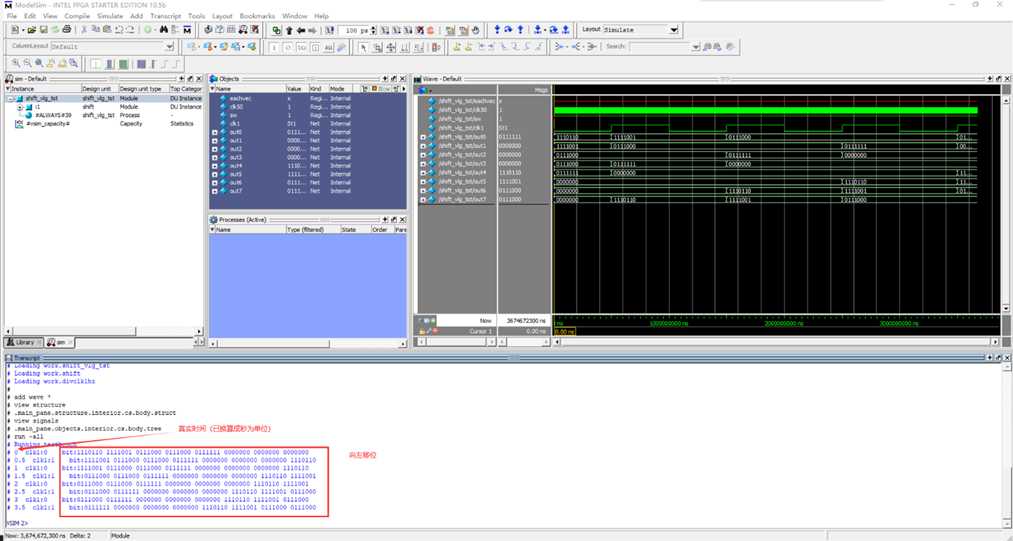 ModelSim - INTEL FPGA STARTER EDITION 10.5b
File Edit View Compile Simulate Add Transcript Tools Layout Bookmarks Window Help
100 ps
Layout Simulate
ColumnLayout Default
Search:
sim - Default
Instance Design unit Design unit type Top Category
shift_vlg_tst shift_vlg_tst Module DU Instance
i1 shift Module DU Instance
#ALWAYS#39 shift_vlg_tst Process -
#vsim_capacity# Capacity Statistics
Library sim
Objects
Name Value Kind Mode
eachvec x Regi... Internal
clk50 1 Regi... Internal
sw 1 Regi... Internal
clk1 St1 Net Internal
out0 0111... Net Internal
out1 0000... Net Internal
out2 0000... Net Internal
out3 0000... Net Internal
out4 1110... Net Internal
out5 1111... Net Internal
out6 0111... Net Internal
out7 0111... Net Internal
Processes (Active)
Name Type (filtered) State Order Pare
Wave - Default
Msgs
/shift_vlg_tst/eachvec x
/shift_vlg_tst/clk50 1
/shift_vlg_tst/sw 1
/shift_vlg_tst/clk1 St1
/shift_vlg_tst/out0 0111111 1110110 1111001 0111000
/shift_vlg_tst/out1 0000000 1111001 0111000 0111111 00...
/shift_vlg_tst/out2 0000000 0111000 0111111 0000000
/shift_vlg_tst/out3 0000000 0111000 0111111 0000000
/shift_vlg_tst/out4 1110110 0111111 0000000 11...
/shift_vlg_tst/out5 1111001 0000000 1110110 11...
/shift_vlg_tst/out6 0111000 0000000 1110110 1111001 01...
/shift_vlg_tst/out7 0111000 0000000 1110110 1111001 0111000
Now 3674672300 ns
Cursor 1 0.00 ns
ns 1000000000 ns 2000000000 ns 3000000000 ns
0.00 ns
Transcript
# Loading work.shift_vlg_tst
# Loading work.shift
# Loading work.divclk1hz
#
# add wave *
# view structure
# .main_pane.structure.interior.cs.body.struct
# view signals
# .main_pane.objects.interior.cs.body.tree
# run -all
# Running testbench
真实时间（已换算成秒为单位）
# 0 clk1:0 bit:1110110 1111001 0111000 0111000 0111111 0000000 0000000 0000000
向左移位
# 0.5 clk1:1 bit:1111001 0111000 0111000 0111111 0000000 0000000 0000000 1110110
# 1 clk1:0 bit:1111001 0111000 0111000 0111111 0000000 0000000 0000000 1110110
# 1.5 clk1:1 bit:0111000 0111000 0111111 0000000 0000000 0000000 1110110 1111001
# 2 clk1:0 bit:0111000 0111000 0111111 0000000 0000000 0000000 1110110 1111001
# 2.5 clk1:1 bit:0111000 0111111 0000000 0000000 0000000 1110110 1111001 0111000
# 3 clk1:0 bit:0111000 0111111 0000000 0000000 0000000 1110110 1111001 0111000
# 3.5 clk1:1 bit:0111111 0000000 0000000 0000000 1110110 1111001 0111000 0111000
VSIM 2>
Now: 3,674,672,300 ns Delta: 2 Module